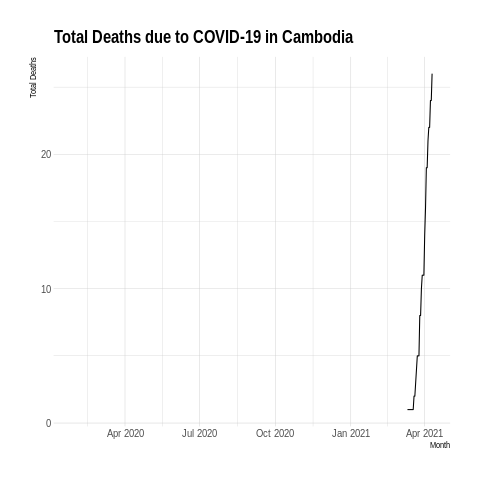 Total Deaths due to COVID-19 in Cambodia
Total Deaths
20
10
0
Apr 2020 Jul 2020 Oct 2020 Jan 2021 Apr 2021
Month